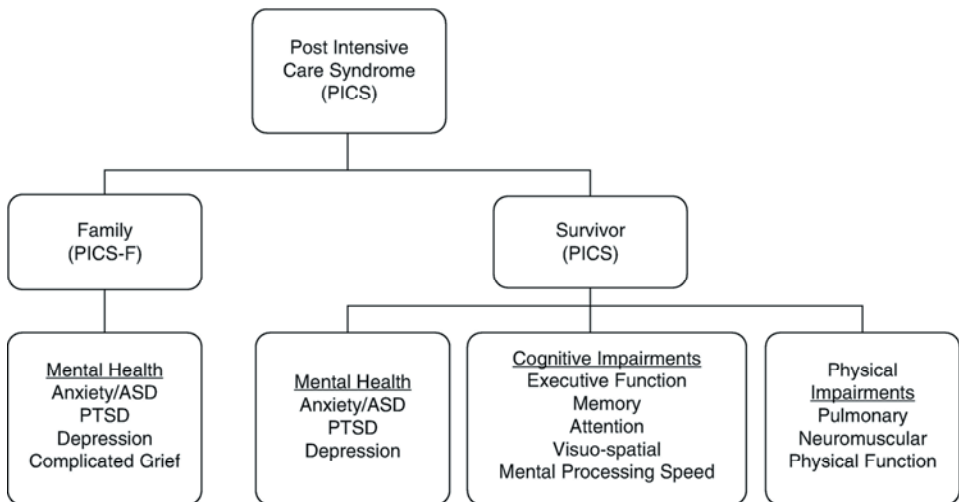 Post Intensive
Care Syndrome
(PICS)
Family
(PICS-F)
Survivor
(PICS)
Mental Health
Anxiety/ASD
PTSD
Depression
Complicated Grief
Mental Health
Anxiety/ASD
PTSD
Depression
Cognitive Impairments
Executive Function
Memory
Attention
Visuo-spatial
Mental Processing Speed
Physical
Impairments
Pulmonary
Neuromuscular
Physical Function